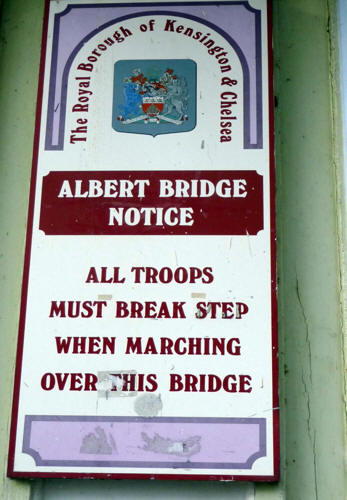 The Royal Borough of Kensington & Chelsea
ALBERT BRIDGE
NOTICE
ALL TROOPS
MUST BREAK STEP
WHEN MARCHING
OVER THIS BRIDGE